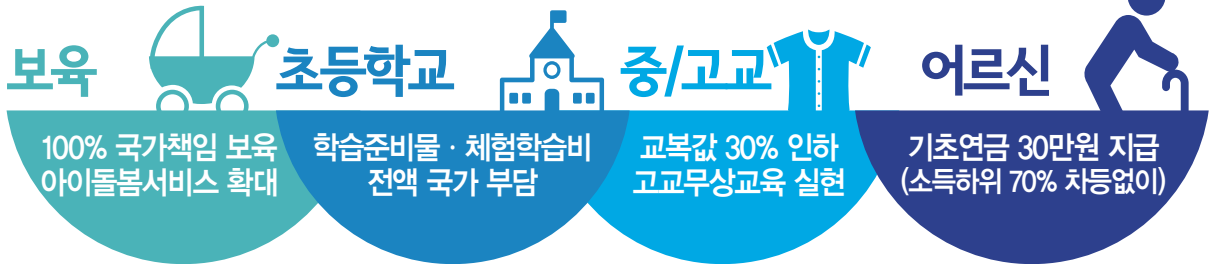 보육
100% 국가책임 보육
아이돌봄서비스 확대
초등학교
학습준비물 · 체험학습비
전액 국가 부담
중/고교
교복값 30% 인하
고교무상교육 실현
어르신
기초연금 30만원 지급
(소득하위 70% 차등없이)